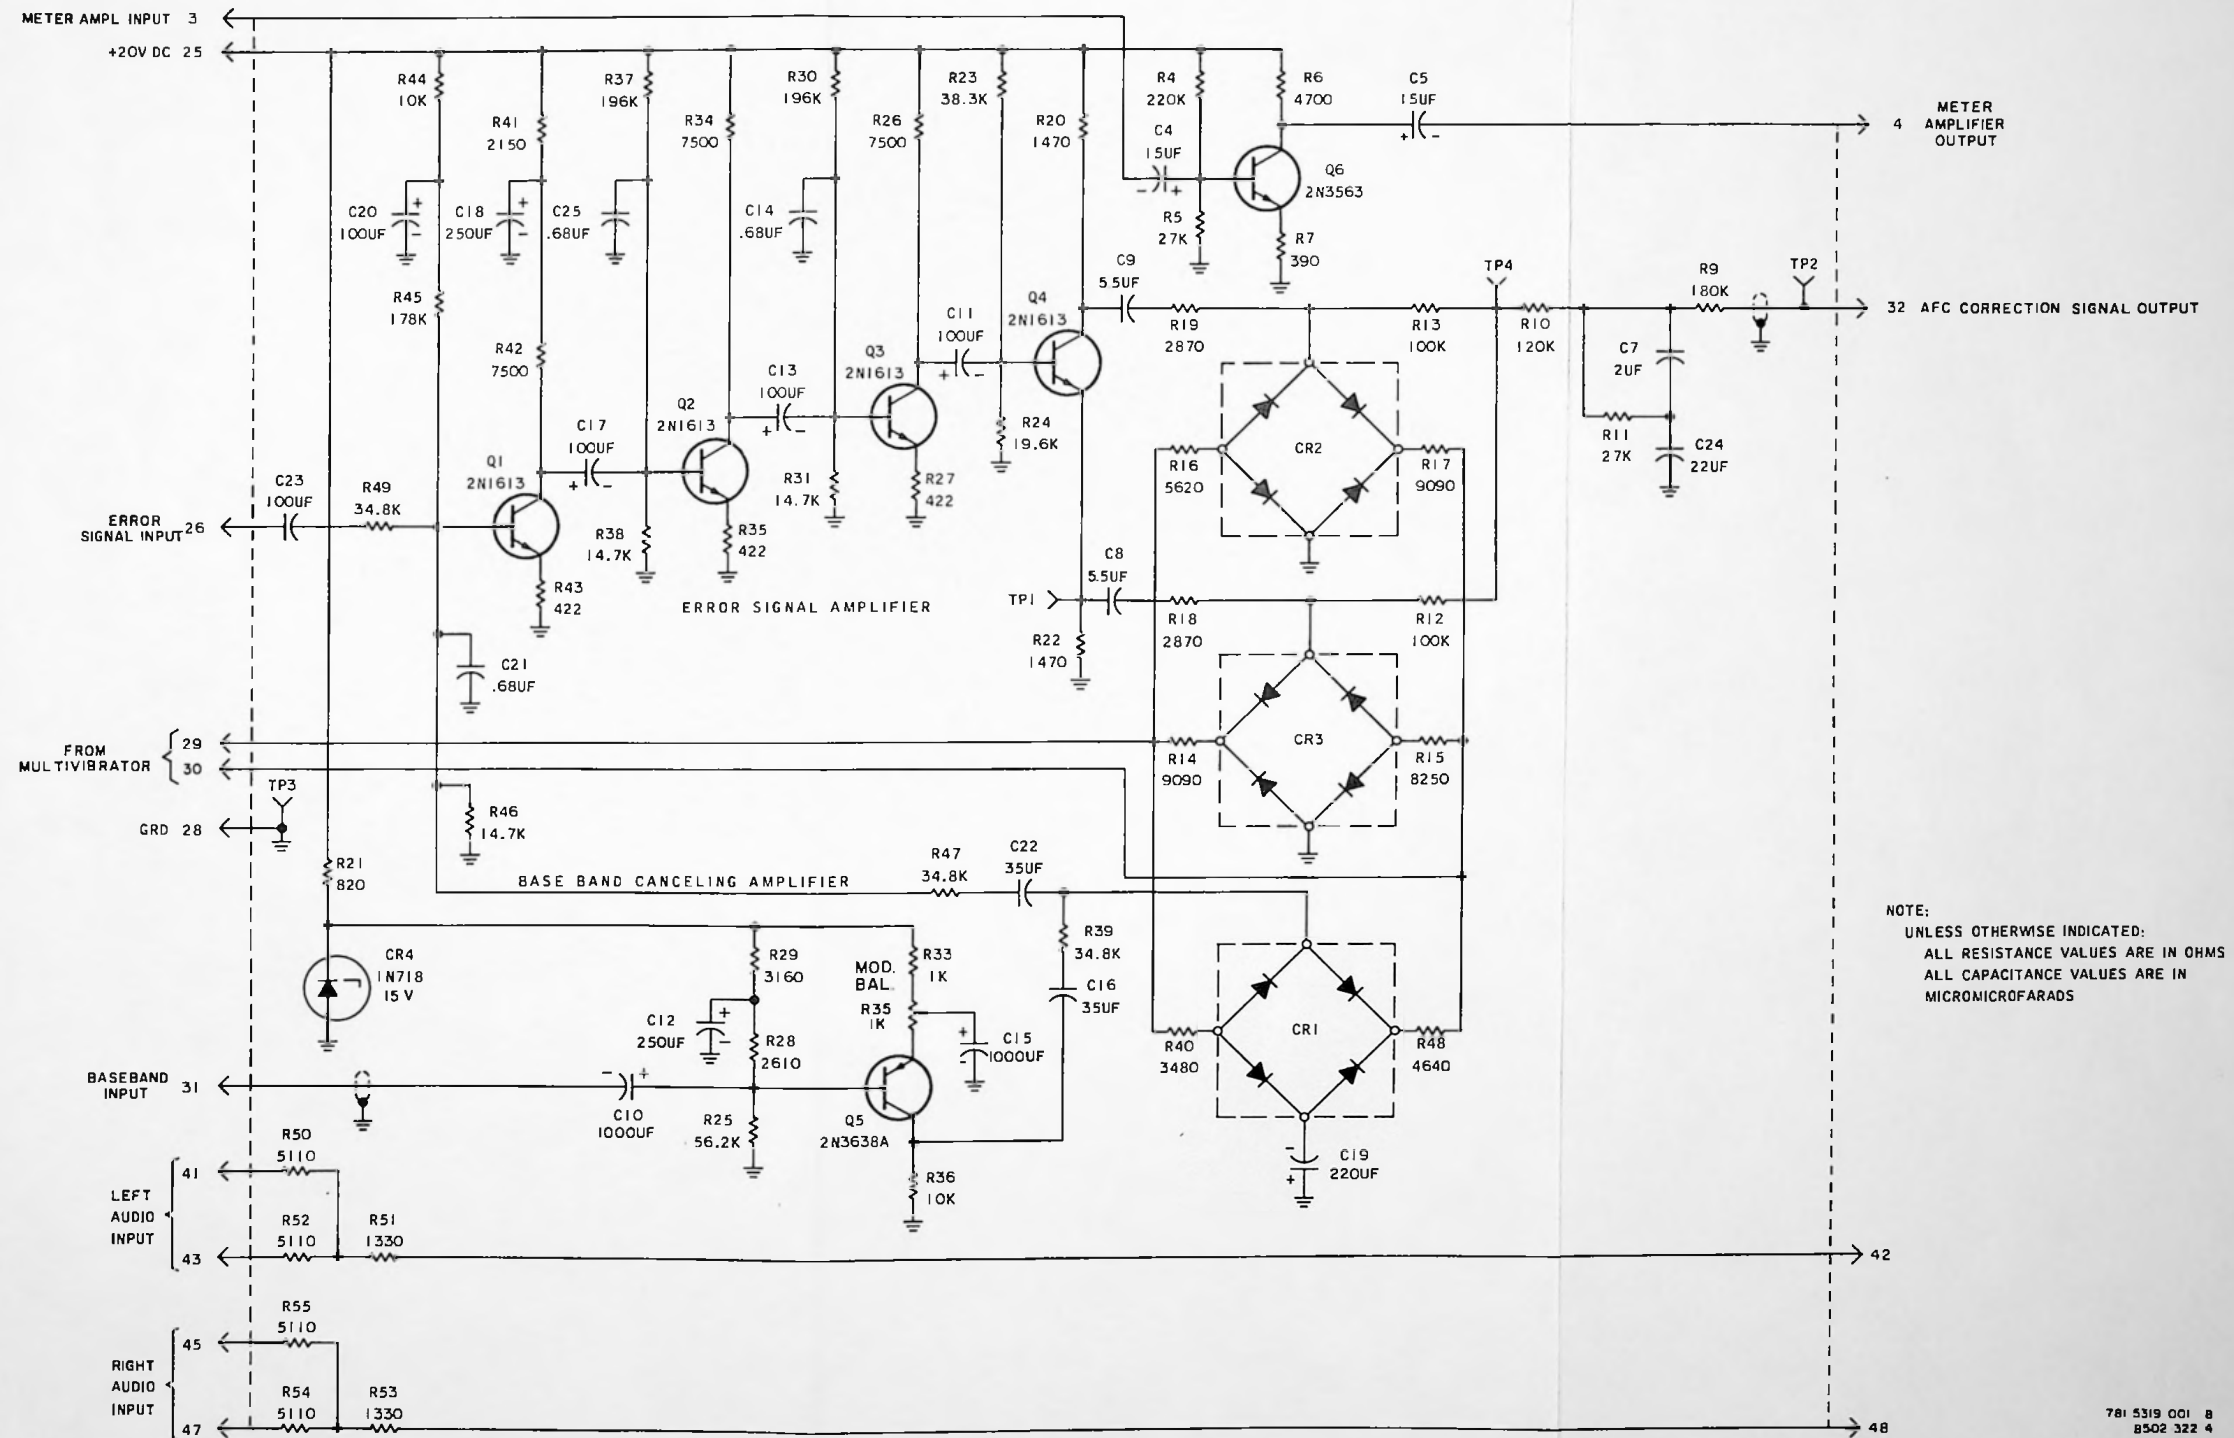 METER AMPL INPUT 3
+20V DC 25
R44
10K
R41
2150
R37
196K
R34
7500
R30
196K
R26
7500
R23
38.3K
R20
1470
R4
220K
R6
4700
C5
15UF
+ -
4 METER
AMPLIFIER
OUTPUT
C4
15UF
- +
Q6
2N3563
C20
100UF
+
-
C18
250UF
+
-
C25
.68UF
C14
.68UF
R5
27K
R7
390
R45
178K
C9
5.5UF
TP4
R9
180K
TP2
R19
2870
R13
100K
R10
120K
32 AFC CORRECTION SIGNAL OUTPUT
R42
7500
Q4
2N1613
C11
100UF
+ -
Q3
2N1613
C13
100UF
+ -
Q2
2N1613
C17
100UF
+ -
Q1
2N1613
C7
2UF
R11
27K
C24
22UF
R24
19.6K
R16
5620
CR2
R17
9090
C23
100UF
R49
34.8K
ERROR
SIGNAL INPUT 26
R31
14.7K
R27
422
R38
14.7K
R35
422
R43
422
ERROR SIGNAL AMPLIFIER
C8
5.5UF
TP1
R18
2870
R12
100K
R22
1470
C21
.68UF
FROM
MULTIVIBRATOR
29
30
R14
9090
CR3
R15
8250
TP3
GRD 28
R46
14.7K
R21
820
BASE BAND CANCELING AMPLIFIER
R47
34.8K
C22
35UF
NOTE:
UNLESS OTHERWISE INDICATED:
ALL RESISTANCE VALUES ARE IN OHMS
ALL CAPACITANCE VALUES ARE IN
MICROMICROFARADS
CR4
1N718
15V
R29
3160
R33
1K
MOD.
BAL.
R35
1K
R39
34.8K
C16
35UF
C12
250UF
+
-
R28
2610
C15
1000UF
+
-
R40
3480
CR1
R48
4640
BASEBAND
INPUT
31
- +
C10
1000UF
R25
56.2K
Q5
2N3638A
R36
10K
C19
220UF
-
+
R50
5110
41
LEFT
AUDIO
INPUT
R52
5110
R51
1330
43
42
R55
5110
45
RIGHT
AUDIO
INPUT
R54
5110
R53
1330
47
48
781 5319 001 B
8502 322 4